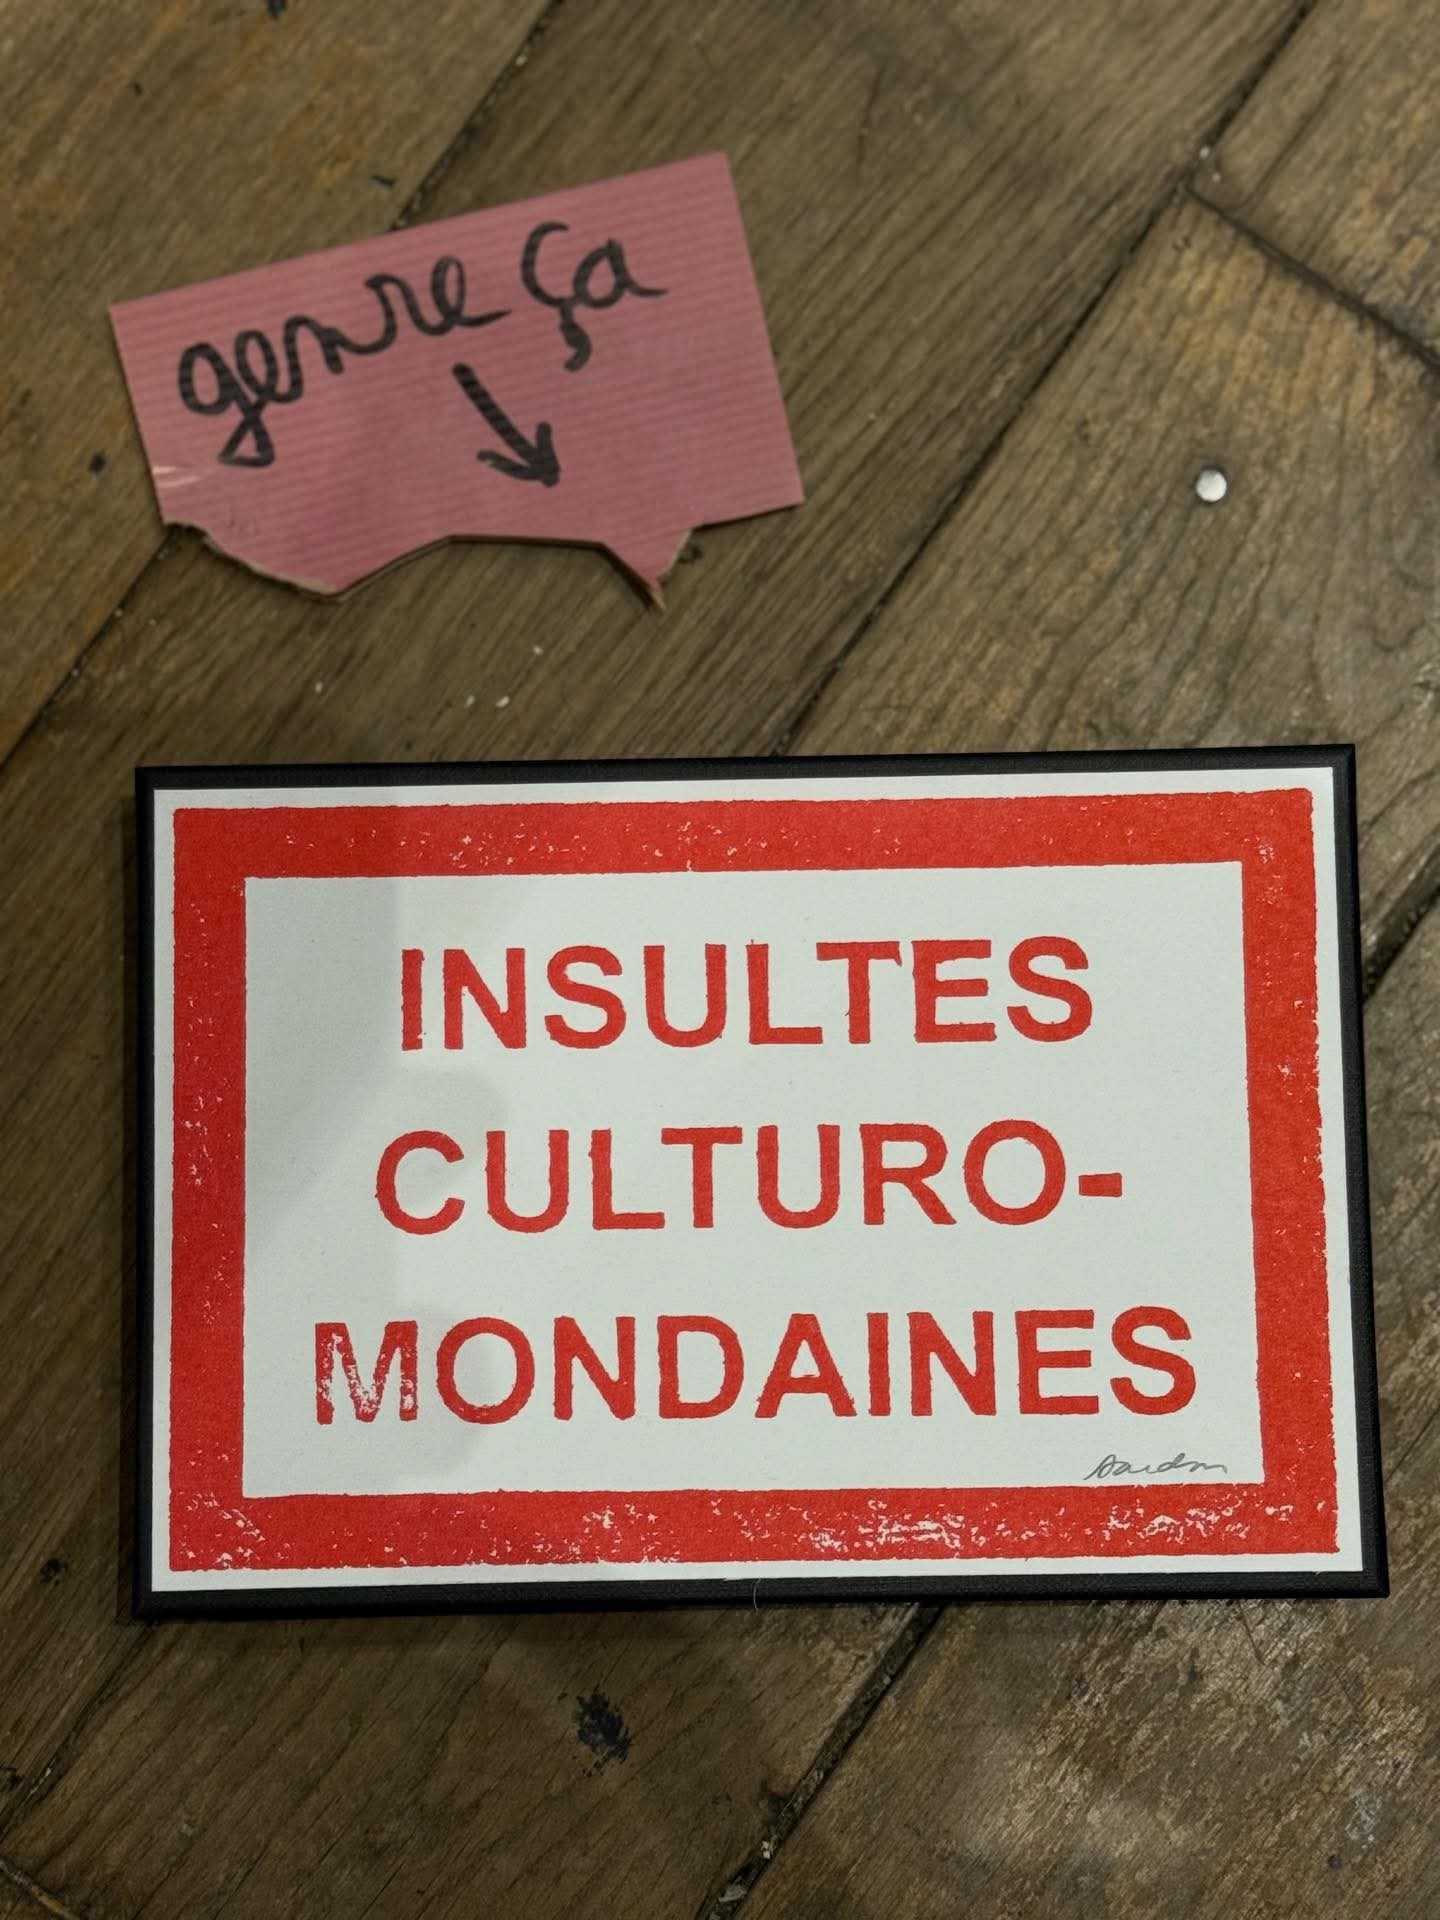 genre ça
INSULTES
CULTURO-
MONDAINES